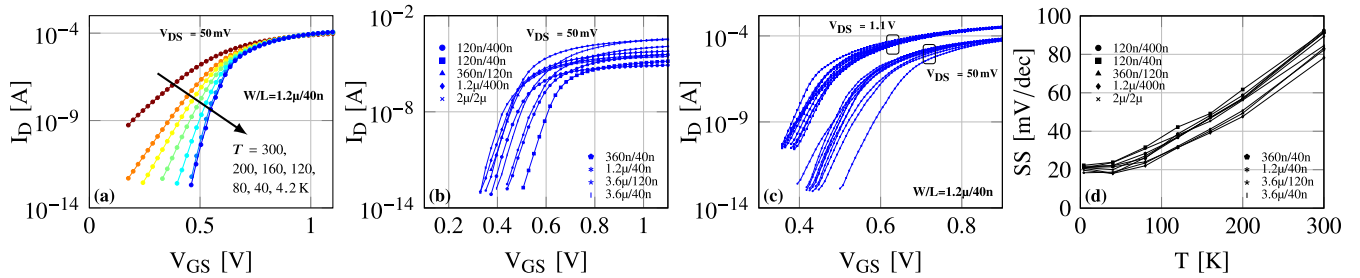 10⁻⁴
10⁻⁹
10⁻¹⁴
I_D [A]
V_DS = 50 mV
W/L=1.2μ/40n
T = 300,
200, 160, 120,
80, 40, 4.2 K
(a)
0
0.5
1
V_GS [V]
10⁻²
10⁻⁸
10⁻¹⁴
I_D [A]
V_DS = 50 mV
120n/400n
120n/40n
360n/120n
1.2μ/400n
2μ/2μ
360n/40n
1.2μ/40n
3.6μ/120n
3.6μ/40n
(b)
0.2
0.4
0.6
0.8
1
V_GS [V]
10⁻⁴
10⁻⁹
10⁻¹⁴
I_D [A]
V_DS = 1.1 V
V_DS = 50 mV
W/L=1.2μ/40n
(c)
0.4
0.6
0.8
V_GS [V]
100
80
60
40
20
0
SS [mV/dec]
120n/400n
120n/40n
360n/120n
1.2μ/400n
2μ/2μ
360n/40n
1.2μ/40n
3.6μ/120n
3.6μ/40n
(d)
100
200
300
T [K]